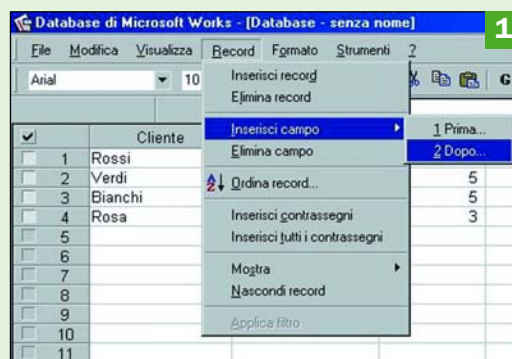 Database di Microsoft Works - [Database - senza nome]
1
File Modifica Visualizza Record Formato Strumenti ?
Arial 10 G
Inserisci record
Elimina record
Inserisci campo
1 Prima...
2 Dopo...
Elimina campo
Ordina record...
Inserisci contrassegni
Inserisci tutti i contrassegni
Mostra
Nascondi record
Applica filtro
Cliente
1 Rossi
2 Verdi 5
3 Bianchi 5
4 Rosa 3
5
6
7
8
9
10
11